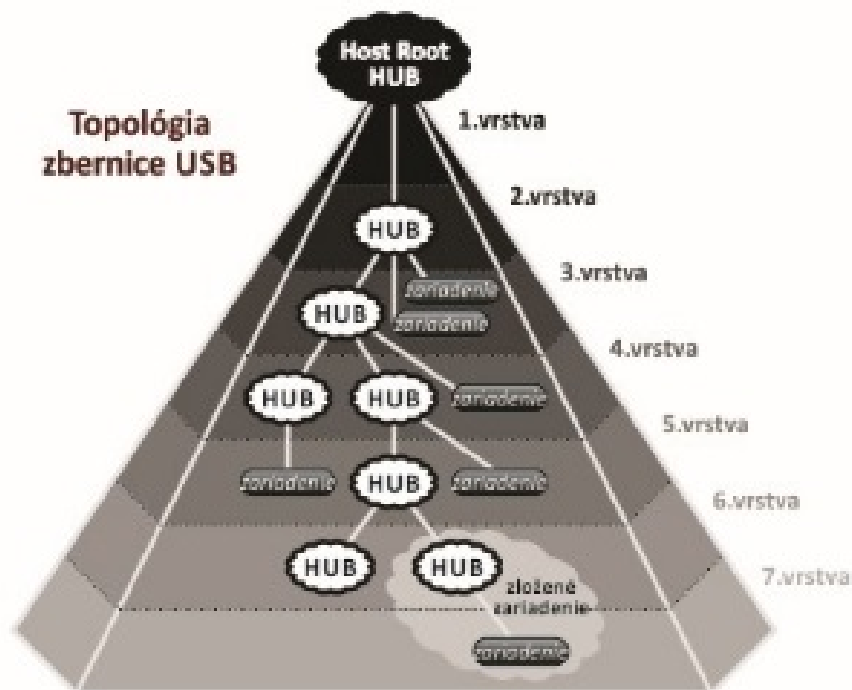 Host Root
HUB
Topológia
zbernice USB
1.vrstva
2.vrstva
HUB
3.vrstva
zariadenie
HUB
zariadenie
4.vrstva
HUB
HUB
zariadenie
5.vrstva
zariadenie
HUB
zariadenie
6.vrstva
HUB
HUB
7.vrstva
zložené
zariadenie
zariadenie